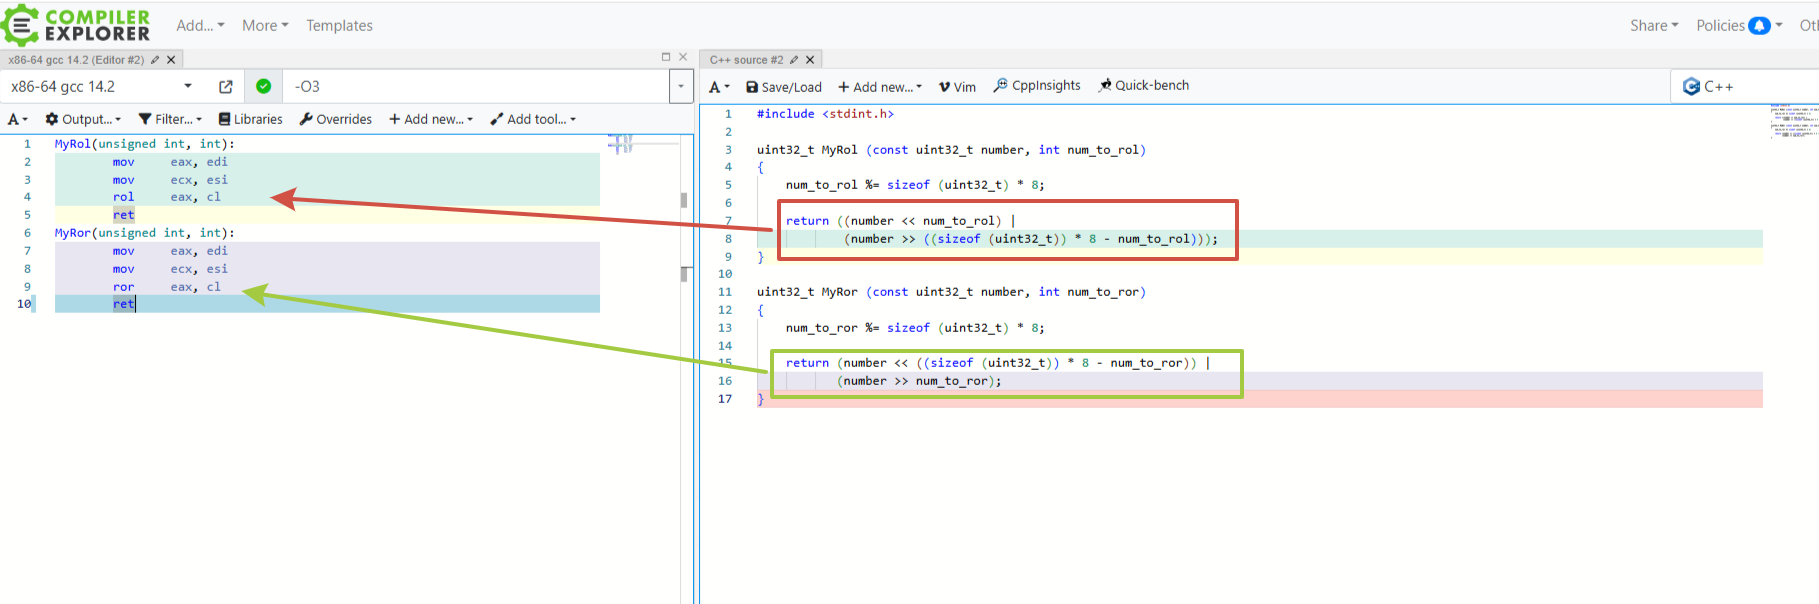 COMPILER
EXPLORER
Add...
More
Templates
Share
Policies
x86-64 gcc 14.2 (Editor #2)
x86-64 gcc 14.2
-O3
A
Output...
Filter...
Libraries
Overrides
Add new...
Add tool...
1 MyRol(unsigned int, int):
2 mov eax, edi
3 mov ecx, esi
4 rol eax, cl
5 ret
6 MyRor(unsigned int, int):
7 mov eax, edi
8 mov ecx, esi
9 ror eax, cl
10 ret
C++ source #2
A
Save/Load
Add new...
Vim
CppInsights
Quick-bench
C++
1 #include <stdint.h>
2
3 uint32_t MyRol (const uint32_t number, int num_to_rol)
4 {
5 num_to_rol %= sizeof (uint32_t) * 8;
6
7 return ((number << num_to_rol) |
8 (number >> ((sizeof (uint32_t)) * 8 - num_to_rol)));
9 }
10
11 uint32_t MyRor (const uint32_t number, int num_to_ror)
12 {
13 num_to_ror %= sizeof (uint32_t) * 8;
14
15 return (number << ((sizeof (uint32_t)) * 8 - num_to_ror)) |
16 (number >> num_to_ror);
17 }